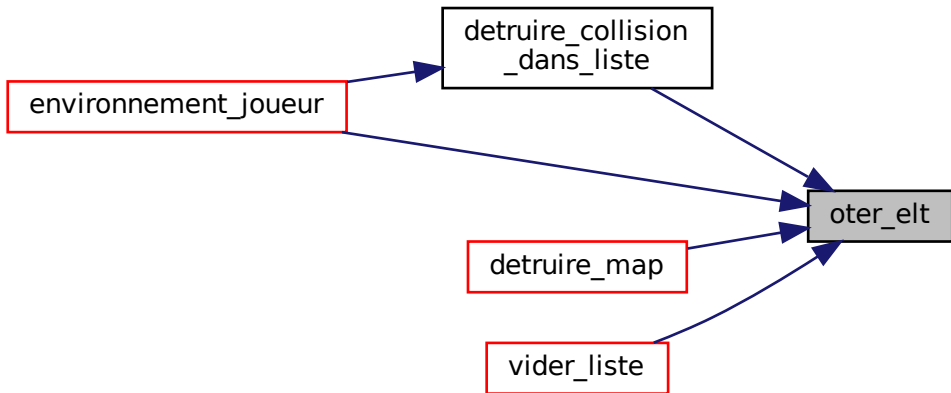 detruire_collision
_dans_liste
environnement_joueur
oter_elt
detruire_map
vider_liste